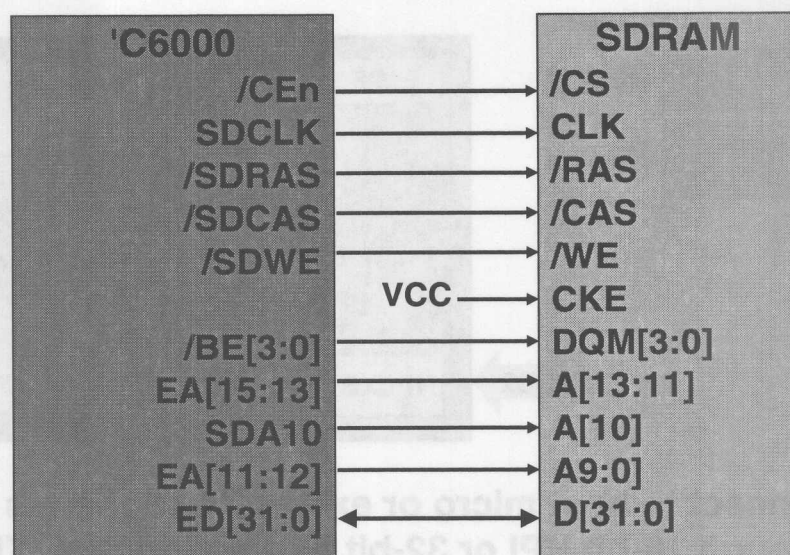 'C6000
SDRAM
/CEn
/CS
SDCLK
CLK
/SDRAS
/RAS
/SDCAS
/CAS
/SDWE
/WE
VCC
CKE
/BE[3:0]
DQM[3:0]
EA[15:13]
A[13:11]
SDA10
A[10]
EA[11:12]
A9:0]
ED[31:0]
D[31:0]